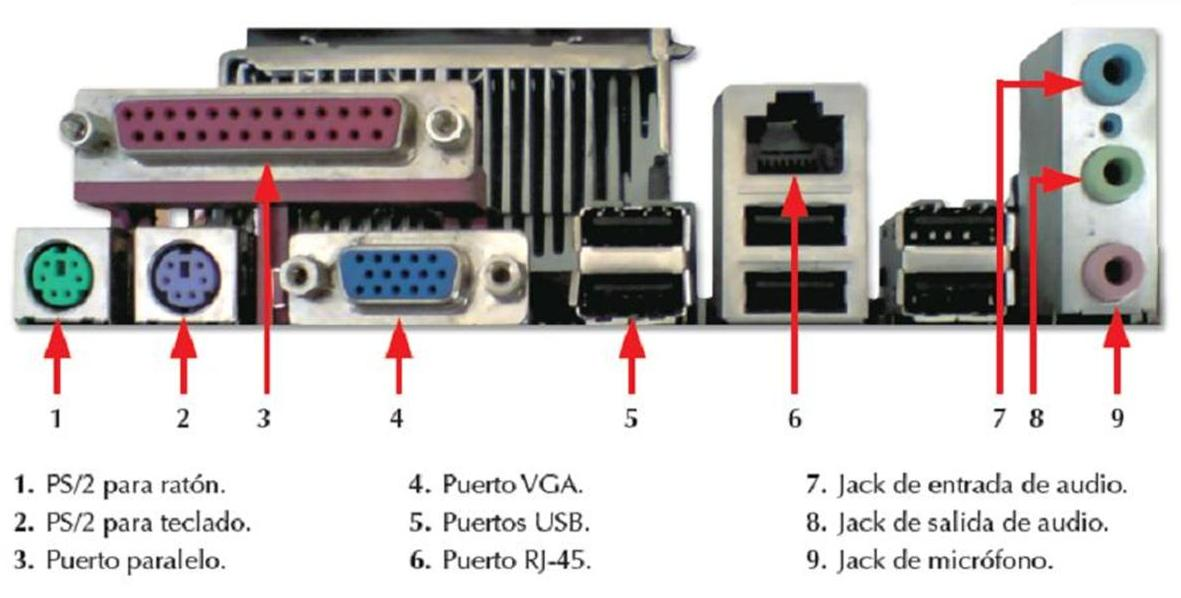 1 2 3 4 5 6 7 8 9
1. PS/2 para ratón.
2. PS/2 para teclado.
3. Puerto paralelo.
4. Puerto VGA.
5. Puertos USB.
6. Puerto RJ-45.
7. Jack de entrada de audio.
8. Jack de salida de audio.
9. Jack de micrófono.